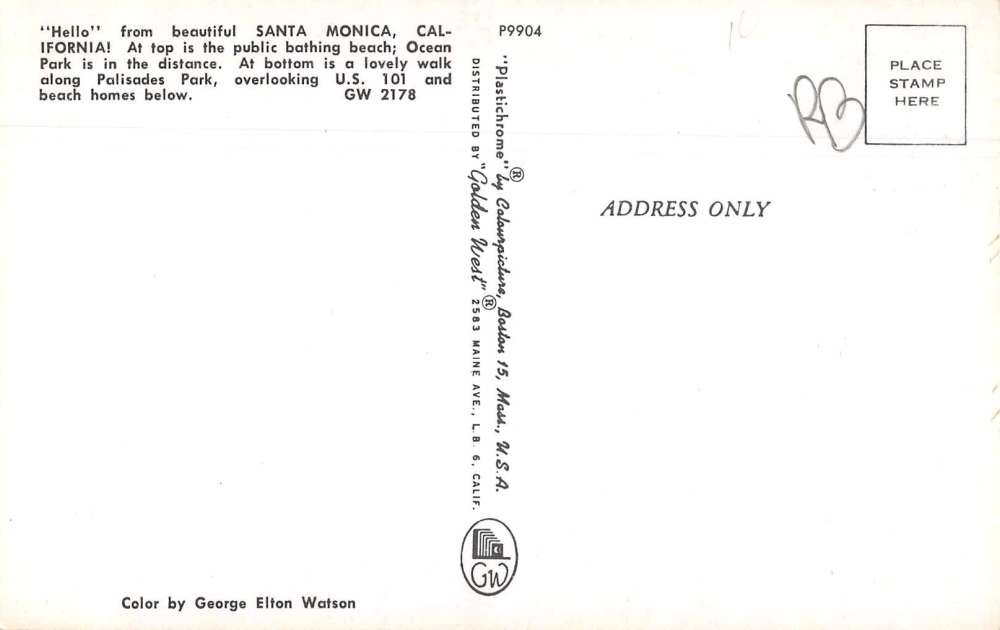 "Hello" from beautiful SANTA MONICA, CAL-
IFORNIA! At top is the public bathing beach; Ocean
Park is in the distance. At bottom is a lovely walk
along Palisades Park, overlooking U.S. 101 and
beach homes below. GW 2178
P9904
"Plastichrome"® by Colourpicture, Boston 15, Mass., U.S.A.
DISTRIBUTED BY "Golden West"® 2583 MAINE AVE., L.B. 6, CALIF.
GW
PLACE
STAMP
HERE
ADDRESS ONLY
Color by George Elton Watson